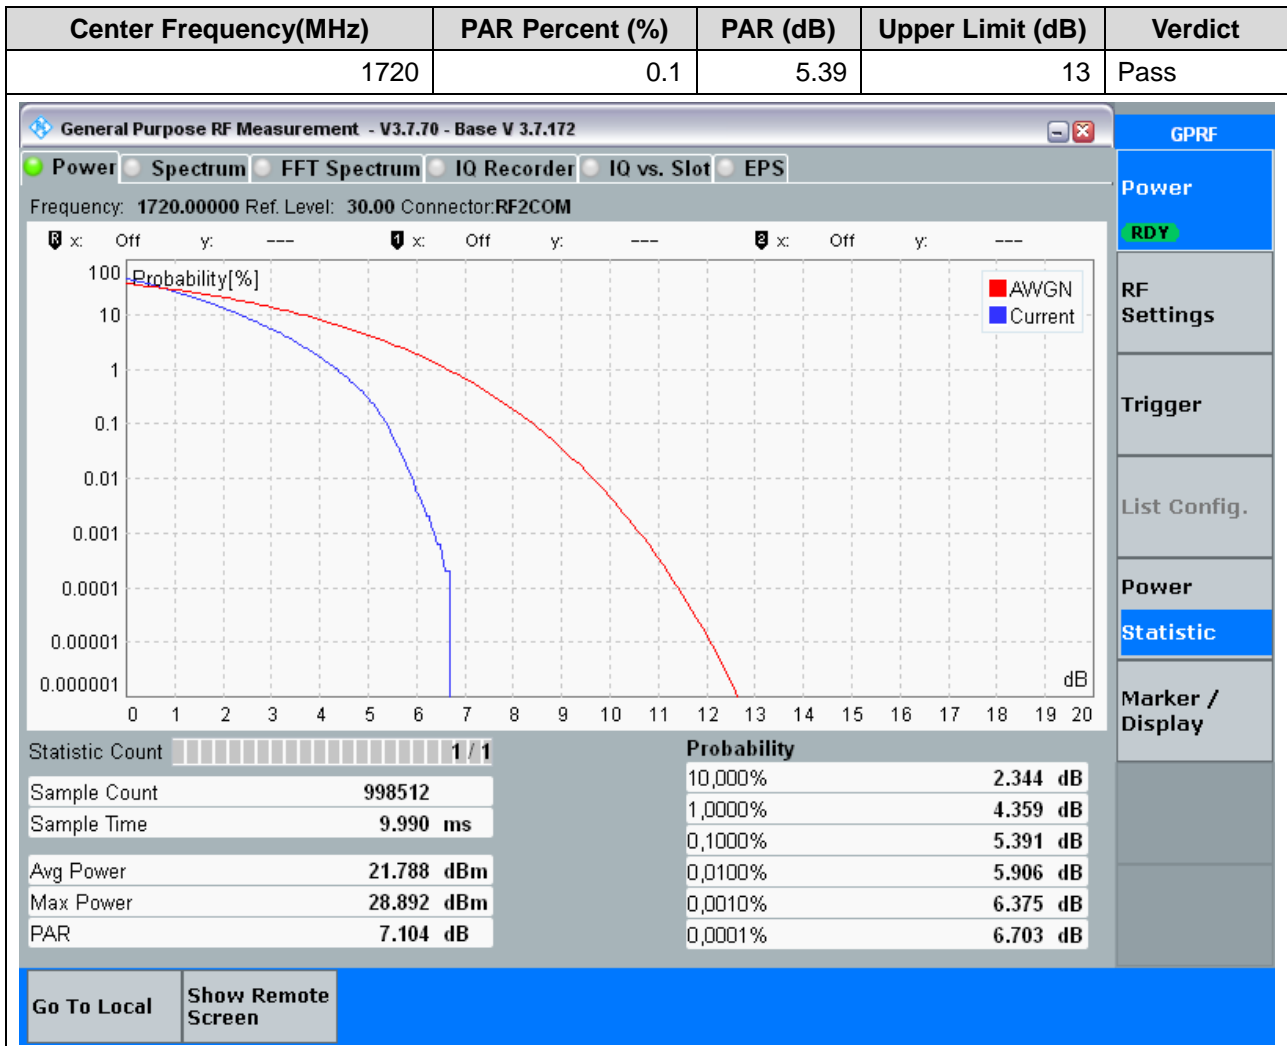 Center Frequency(MHz) PAR Percent (%) PAR (dB) Upper Limit (dB) Verdict
1720 0.1 5.39 13 Pass
General Purpose RF Measurement - V3.7.70 - Base V 3.7.172
GPRF
Power Spectrum FFT Spectrum IQ Recorder IQ vs. Slot EPS
Power
RDY
Frequency: 1720.00000 Ref. Level: 30.00 Connector:RF2COM
R x: Off y: --- 1 x: Off y: --- 2 x: Off y: ---
Probability[%]
AWGN
Current
100
10
1
0.1
0.01
0.001
0.0001
0.00001
0.000001
dB
0 1 2 3 4 5 6 7 8 9 10 11 12 13 14 15 16 17 18 19 20
RF
Settings
Trigger
List Config.
Power
Statistic
Marker /
Display
Statistic Count 1 / 1
Sample Count 998512
Sample Time 9.990 ms
Avg Power 21.788 dBm
Max Power 28.892 dBm
PAR 7.104 dB
Probability
10,000% 2.344 dB
1,0000% 4.359 dB
0,1000% 5.391 dB
0,0100% 5.906 dB
0,0010% 6.375 dB
0,0001% 6.703 dB
Go To Local
Show Remote
Screen